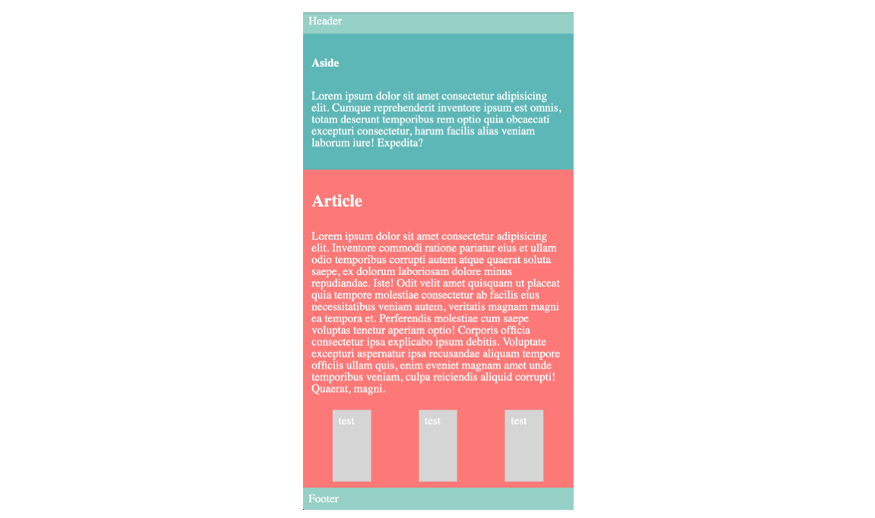 Header
Aside
Lorem ipsum dolor sit amet consectetur adipisicing
elit. Cumque reprehenderit inventore ipsum est omnis,
totam deserunt temporibus rem optio quia obcaecati
excepturi consectetur, harum facilis alias veniam
laborum iure! Expedita?
Article
Lorem ipsum dolor sit amet consectetur adipisicing
elit. Inventore commodi ratione pariatur eius et ullam
odio temporibus corrupti autem atque quaerat soluta
saepe, ex dolorum laboriosam dolore minus
repudiandae. Iste! Odit velit amet quisquam ut placeat
quia tempore molestiae consectetur ab facilis eius
necessitatibus veniam autem, veritatis magnam magni
ea tempora et. Perferendis molestiae cum saepe
voluptas tenetur aperiam optio! Corporis officia
consectetur ipsa explicabo ipsum debitis. Voluptate
excepturi aspernatur ipsa recusandae aliquam tempore
officiis ullam quis, enim eveniet magnam amet unde
temporibus veniam, culpa reiciendis aliquid corrupti!
Quaerat, magni.
test test test
Footer